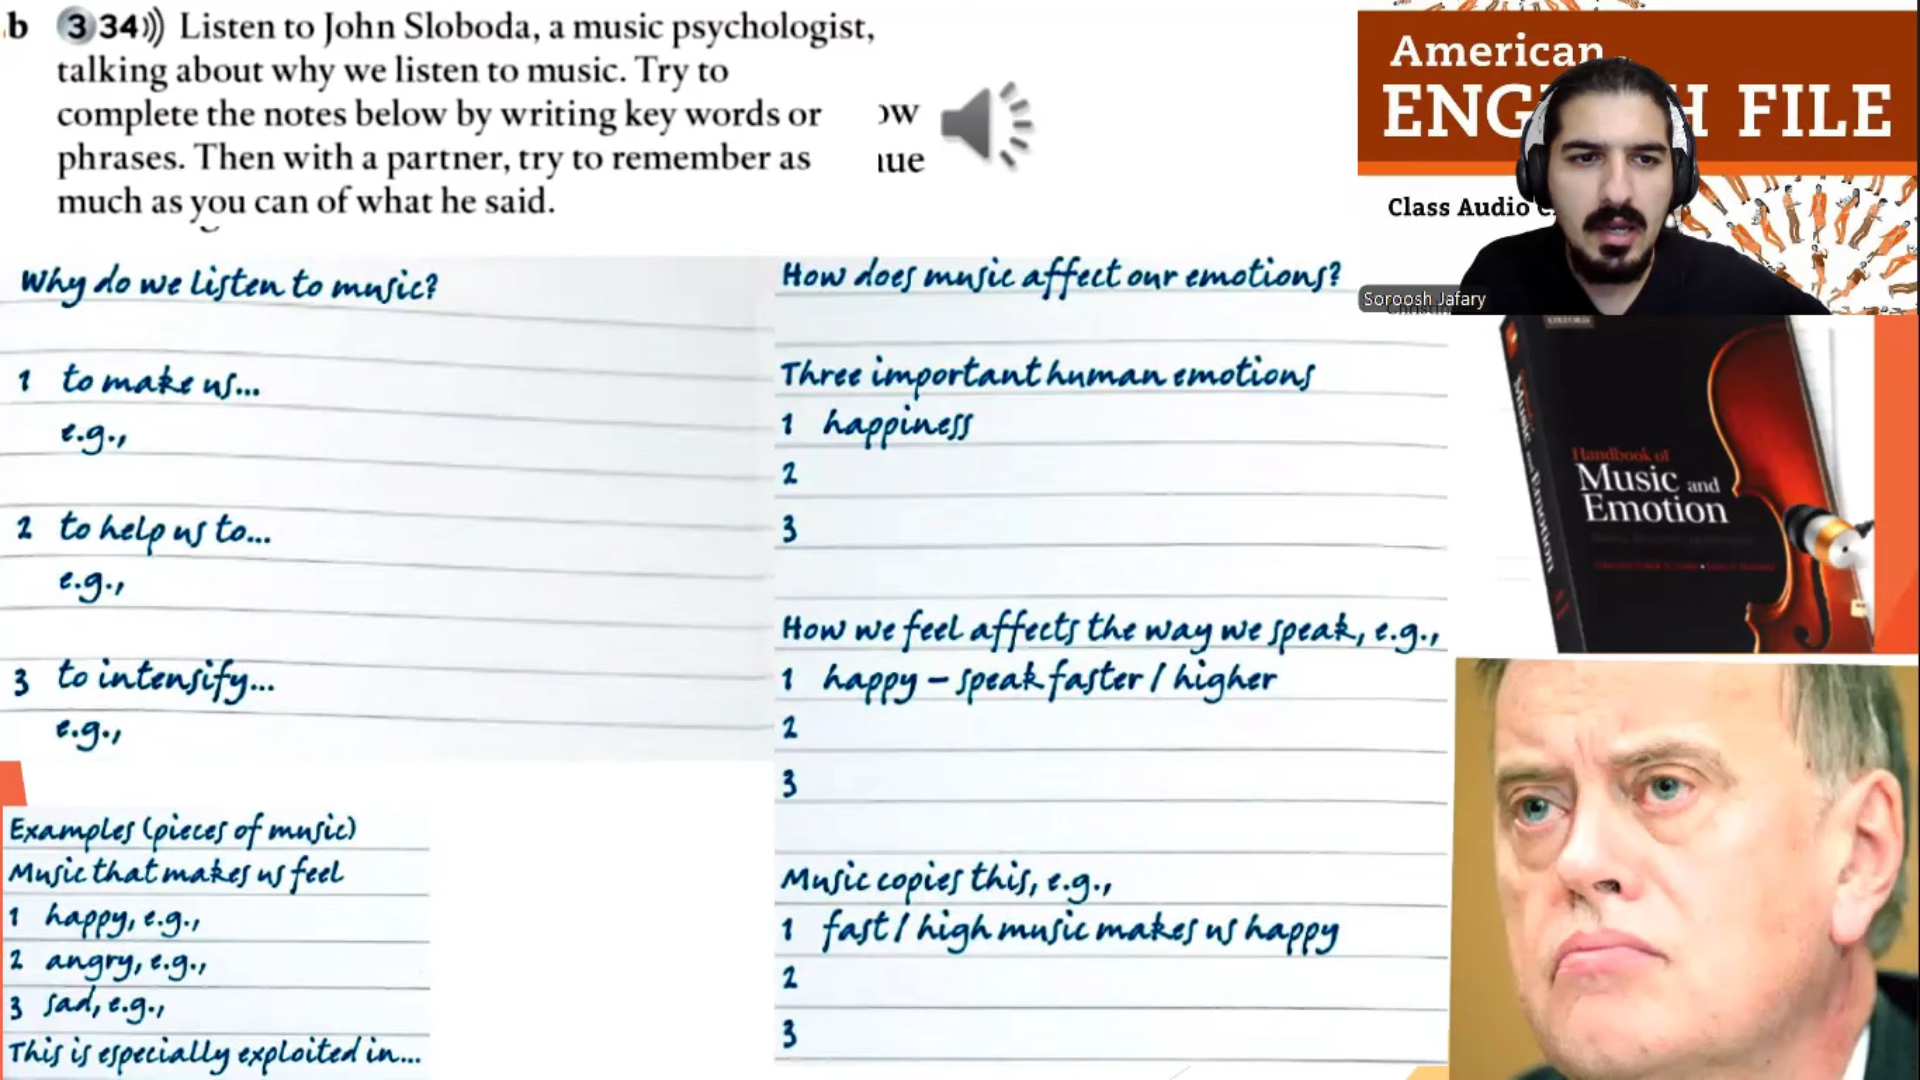 b 3 34 Listen to John Sloboda, a music psychologist,
talking about why we listen to music. Try to
complete the notes below by writing key words or
phrases. Then with a partner, try to remember as
much as you can of what he said.
Why do we listen to music?
1 to make us...
e.g.,
2 to help us to...
e.g.,
3 to intensify...
e.g.,
Examples (pieces of music)
Music that makes us feel
1 happy, e.g.,
2 angry, e.g.,
3 sad, e.g.,
This is especially exploited in...
How does music affect our emotions?
Three important human emotions
1 happiness
2
3
How we feel affects the way we speak, e.g.,
1 happy – speak faster / higher
2
3
Music copies this, e.g.,
1 fast / high music makes us happy
2
3
American
ENGLISH FILE
Class Audio
Soroosh Jafary
OXFORD
Handbook of
Music and
Emotion
Music and Emotion